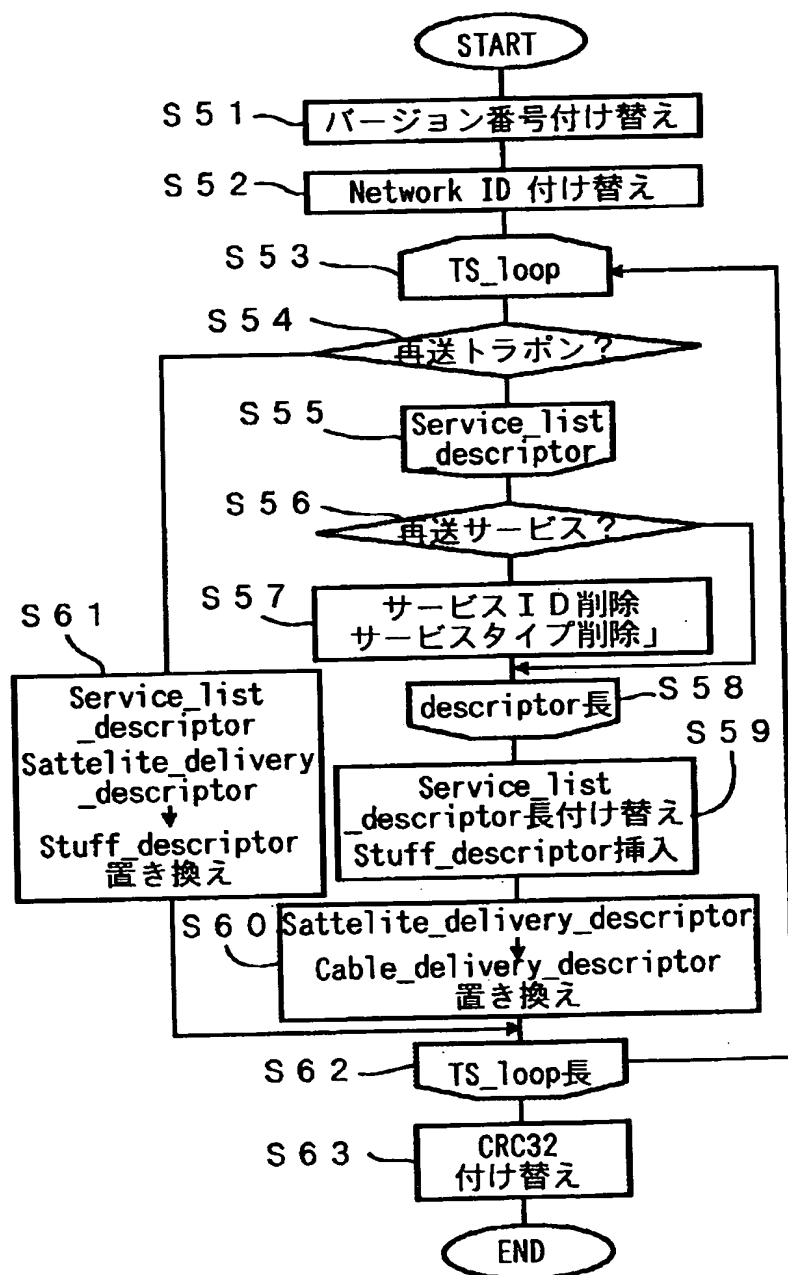 START
S51
バージョン番号付け替え
S52
Network ID 付け替え
S53
TS_loop
S54
再送トラポン?
S55
Service_list
_descriptor
S56
再送サービス?
S57
サービスID削除
サービスタイプ削除」
S58
descriptor長
S59
Service_list
_descriptor長付け替え
Stuff_descriptor挿入
S60
Sattelite_delivery_descriptor
Cable_delivery_descriptor
置き換え
S61
Service_list
_descriptor
Sattelite_delivery
_descriptor
Stuff_descriptor
置き換え
S62
TS_loop長
S63
CRC32
付け替え
END